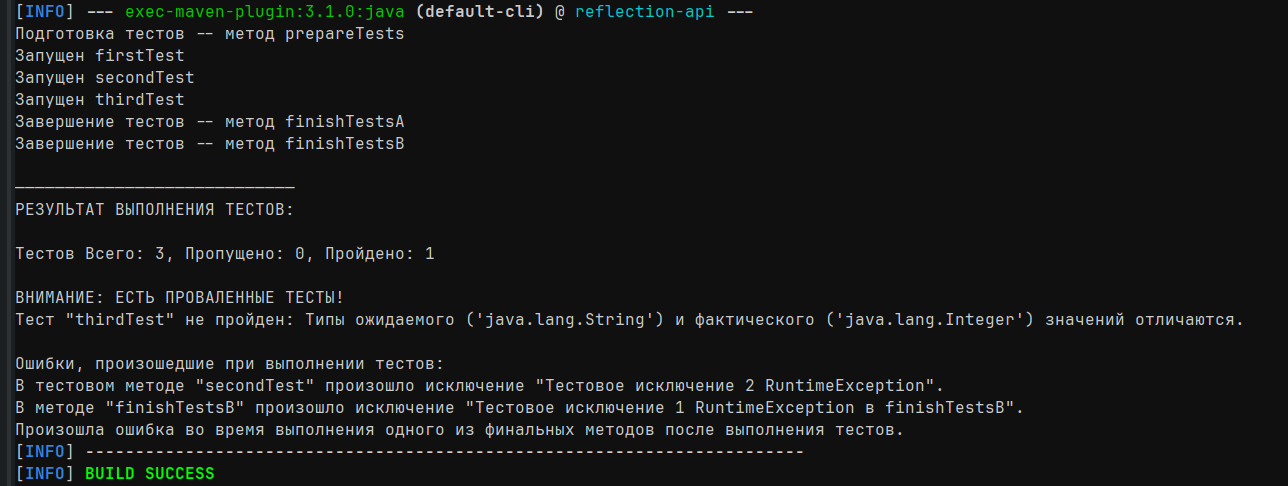 [INFO] --- exec-maven-plugin:3.1.0:java (default-cli) @ reflection-api ---
Подготовка тестов -- метод prepareTests
Запущен firstTest
Запущен secondTest
Запущен thirdTest
Завершение тестов -- метод finishTestsA
Завершение тестов -- метод finishTestsB
____________________________
РЕЗУЛЬТАТ ВЫПОЛНЕНИЯ ТЕСТОВ:
Тестов Всего: 3, Пропущено: 0, Пройдено: 1
ВНИМАНИЕ: ЕСТЬ ПРОВАЛЕННЫЕ ТЕСТЫ!
Тест "thirdTest" не пройден: Типы ожидаемого ('java.lang.String') и фактического ('java.lang.Integer') значений отличаются.
Ошибки, произошедшие при выполнении тестов:
В тестовом методе "secondTest" произошло исключение "Тестовое исключение 2 RuntimeException".
В методе "finishTestsB" произошло исключение "Тестовое исключение 1 RuntimeException в finishTestsB".
Произошла ошибка во время выполнения одного из финальных методов после выполнения тестов.
[INFO] ------------------------------------------------------------------------
[INFO] BUILD SUCCESS